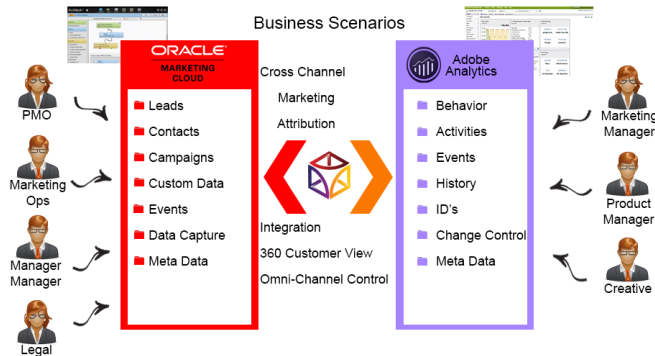 Business Scenarios
ELOQUA
ORACLE
MARKETING
CLOUD
Leads
Contacts
Campaigns
Custom Data
Events
Data Capture
Meta Data
Cross Channel
Marketing
Attribution
Integration
360 Customer View
Omni-Channel Control
Adobe
Analytics
Behavior
Activities
Events
History
ID's
Change Control
Meta Data
PMO
Marketing
Ops
Manager
Manager
Legal
Marketing
Manager
Product
Manager
Creative